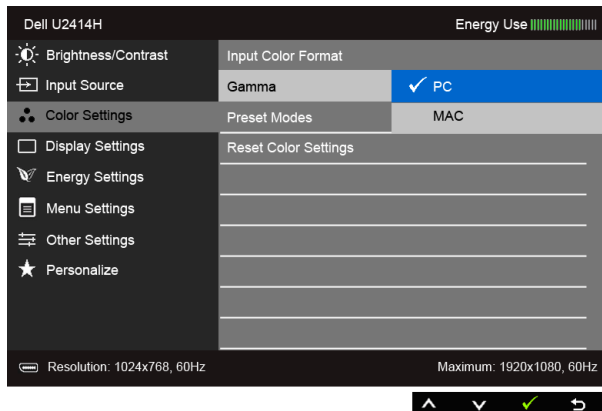 Dell U2414H Energy Use
Brightness/Contrast Input Color Format
Input Source Gamma PC
Color Settings Preset Modes MAC
Display Settings Reset Color Settings
Energy Settings
Menu Settings
Other Settings
Personalize
Resolution: 1024x768, 60Hz Maximum: 1920x1080, 60Hz